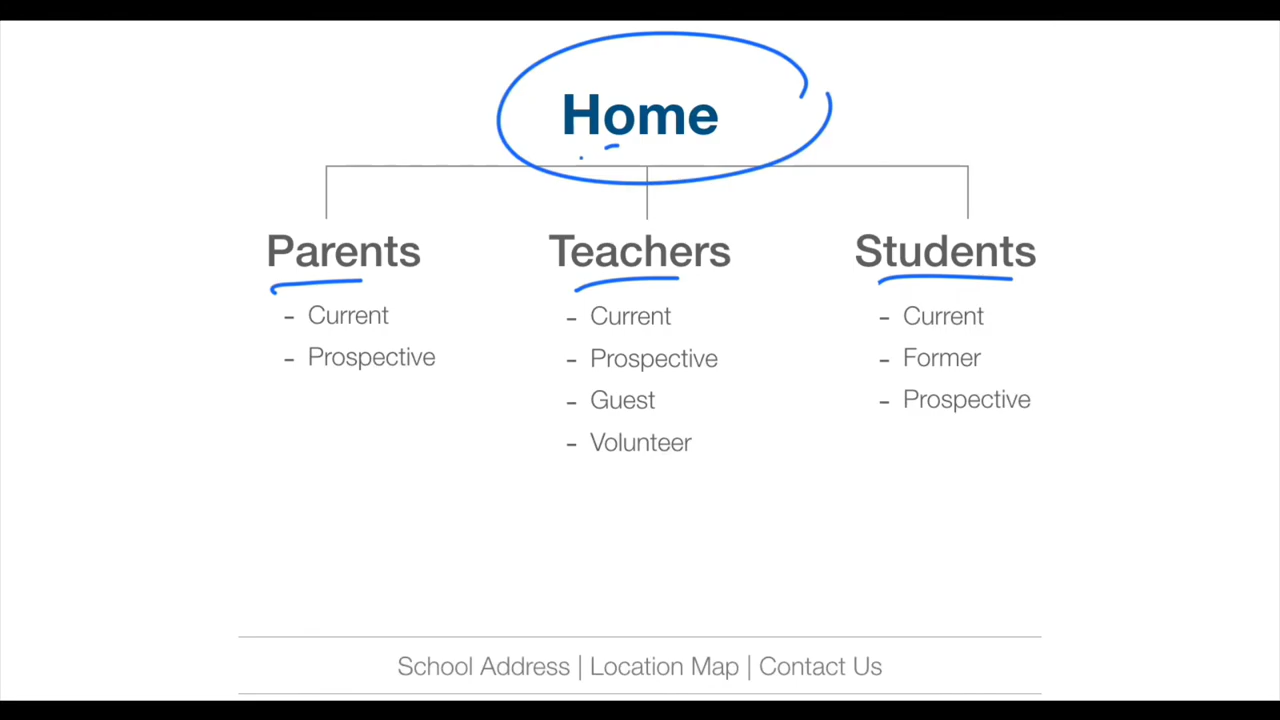 Home
Parents
Teachers
Students
- Current
- Prospective
- Current
- Prospective
- Guest
- Volunteer
- Current
- Former
- Prospective
School Address | Location Map | Contact Us